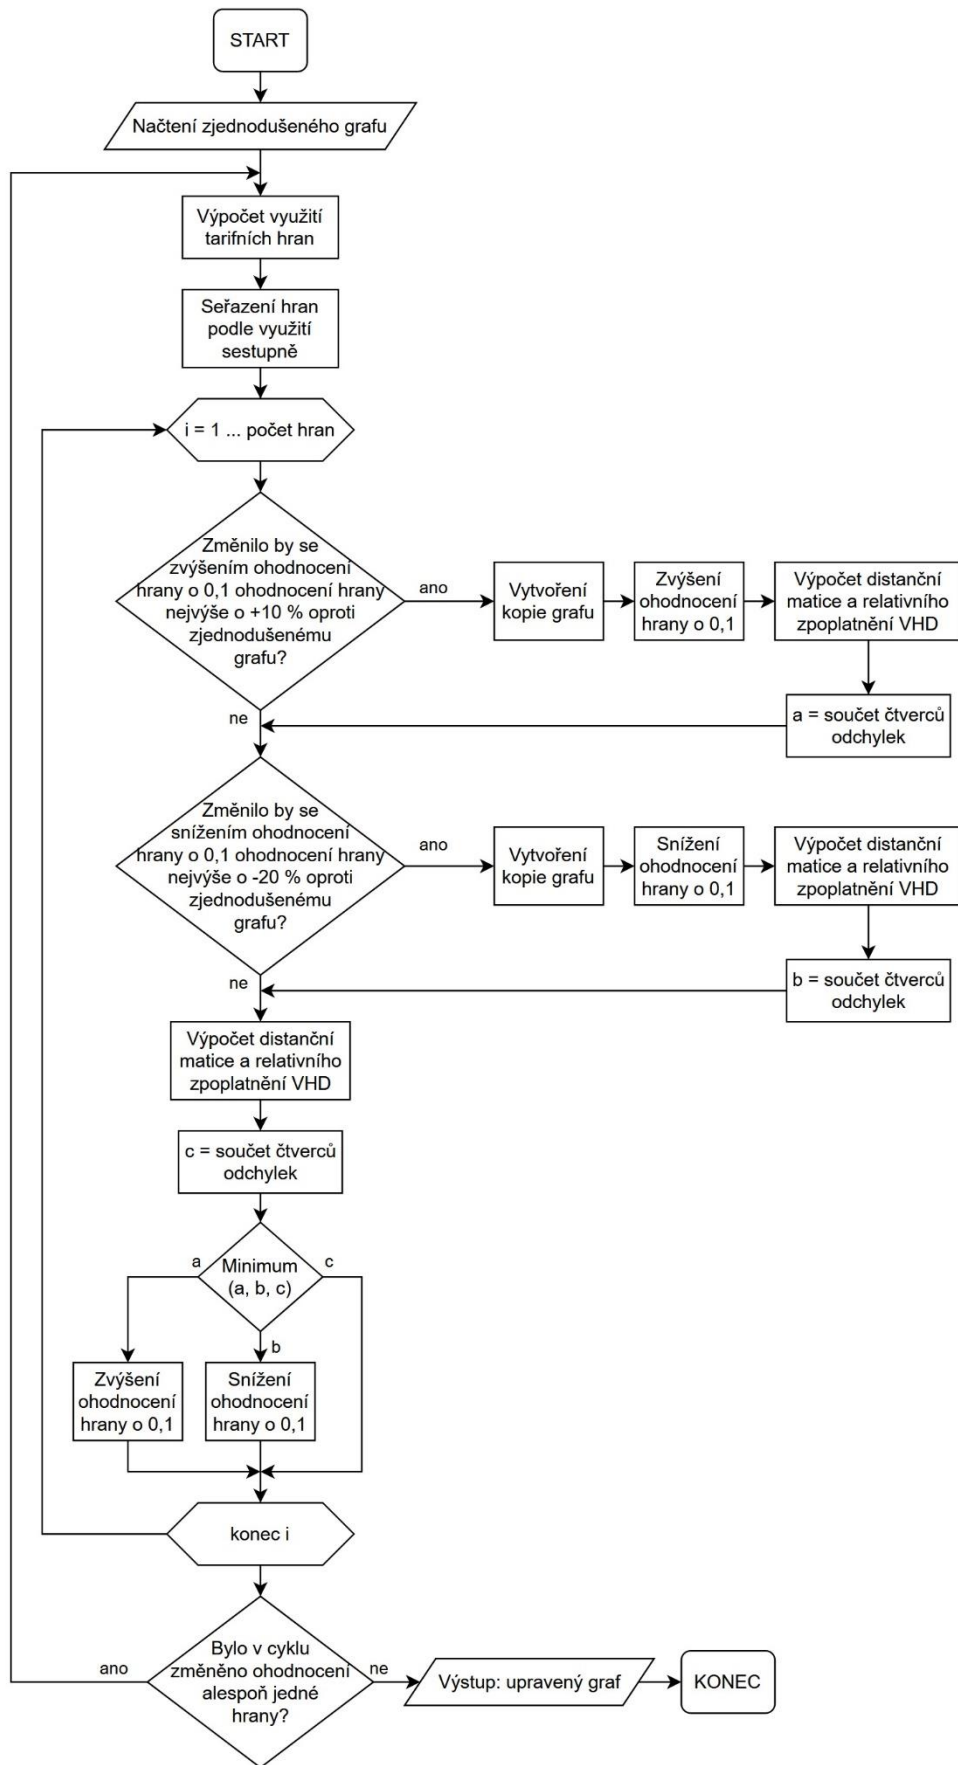 START
Načtení zjednodušeného grafu
Výpočet využití
tarifních hran
Seřazení hran
podle využití
sestupně
i = 1 ... počet hran
Změnilo by se
zvýšením ohodnocení
hrany o 0,1 ohodnocení hrany
nejvýše o +10 % oproti
zjednodušenému
grafu?
ano
Vytvoření
kopie grafu
Zvýšení
ohodnocení
hrany o 0,1
Výpočet distanční
matice a relativního
zpoplatnění VHD
a = součet čtverců
odchylek
ne
Změnilo by se
snížením ohodnocení
hrany o 0,1 ohodnocení hrany
nejvýše o -20 % oproti
zjednodušenému
grafu?
ano
Vytvoření
kopie grafu
Snížení
ohodnocení
hrany o 0,1
Výpočet distanční
matice a relativního
zpoplatnění VHD
b = součet čtverců
odchylek
ne
Výpočet distanční
matice a relativního
zpoplatnění VHD
c = součet čtverců
odchylek
Minimum
(a, b, c)
a
c
b
Zvýšení
ohodnocení
hrany o 0,1
Snížení
ohodnocení
hrany o 0,1
konec i
Bylo v cyklu
změněno ohodnocení
alespoň jedné
hrany?
ano
ne
Výstup: upravený graf
KONEC